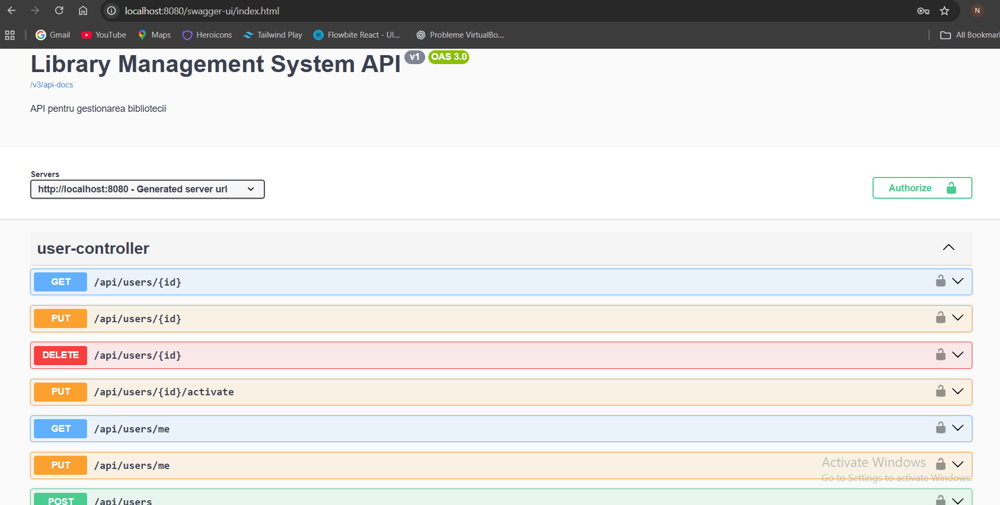 localhost:8080/swagger-ui/index.html
N
Gmail YouTube Maps Heroicons Tailwind Play Flowbite React - UI... Probleme VirtualBo... All Bookmar
Library Management System API v1 OAS 3.0
/v3/api-docs
API pentru gestionarea bibliotecii
Servers
http://localhost:8080 - Generated server url
Authorize
user-controller
GET /api/users/{id}
PUT /api/users/{id}
DELETE /api/users/{id}
PUT /api/users/{id}/activate
GET /api/users/me
PUT /api/users/me
Activate Windows
Go to Settings to activate Windows.
POST /api/users